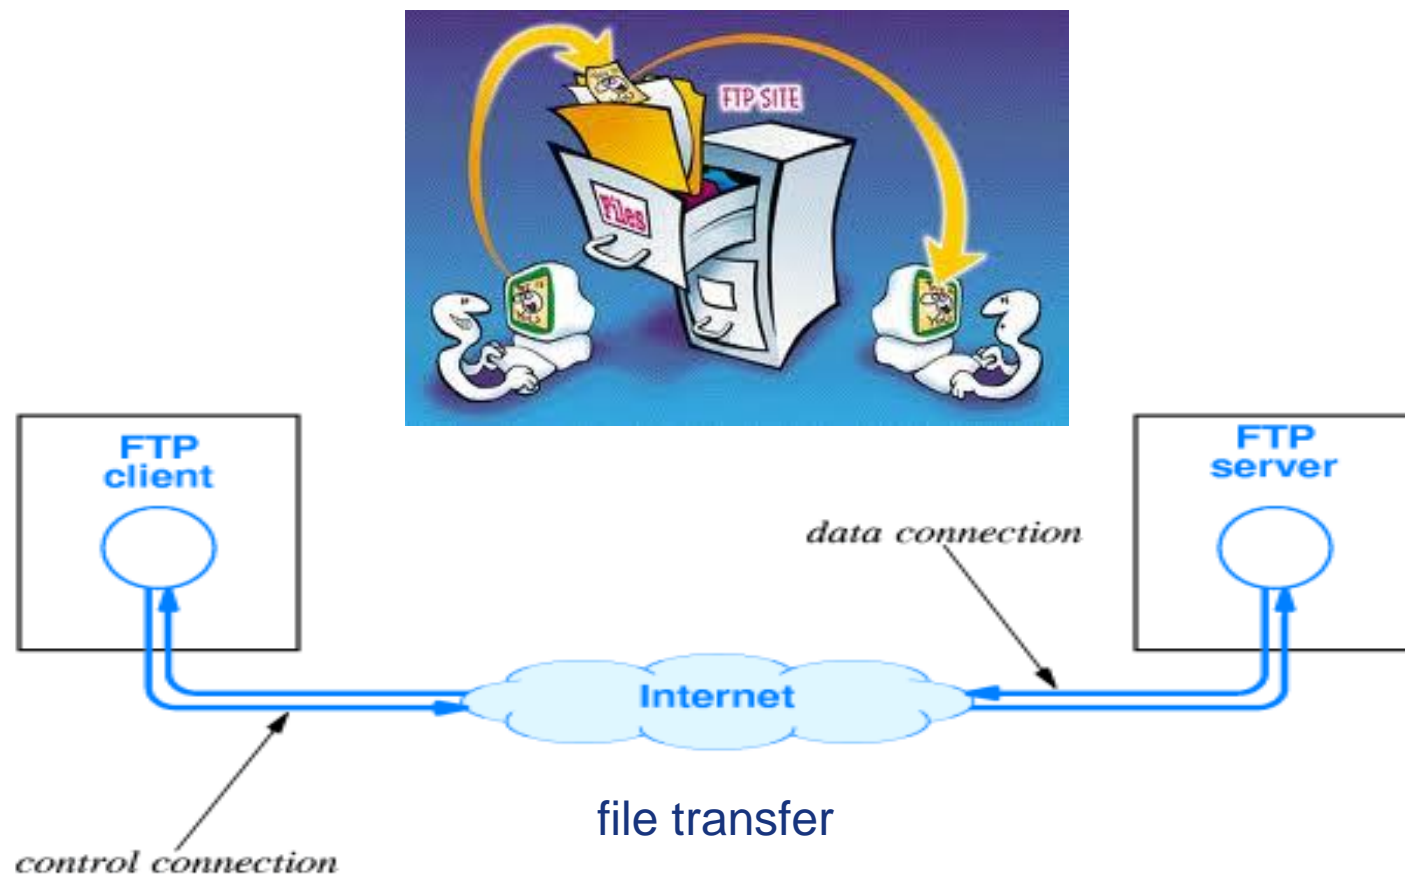 FTP SITE
Files
FTP
client
FTP
server
data connection
Internet
file transfer
control connection